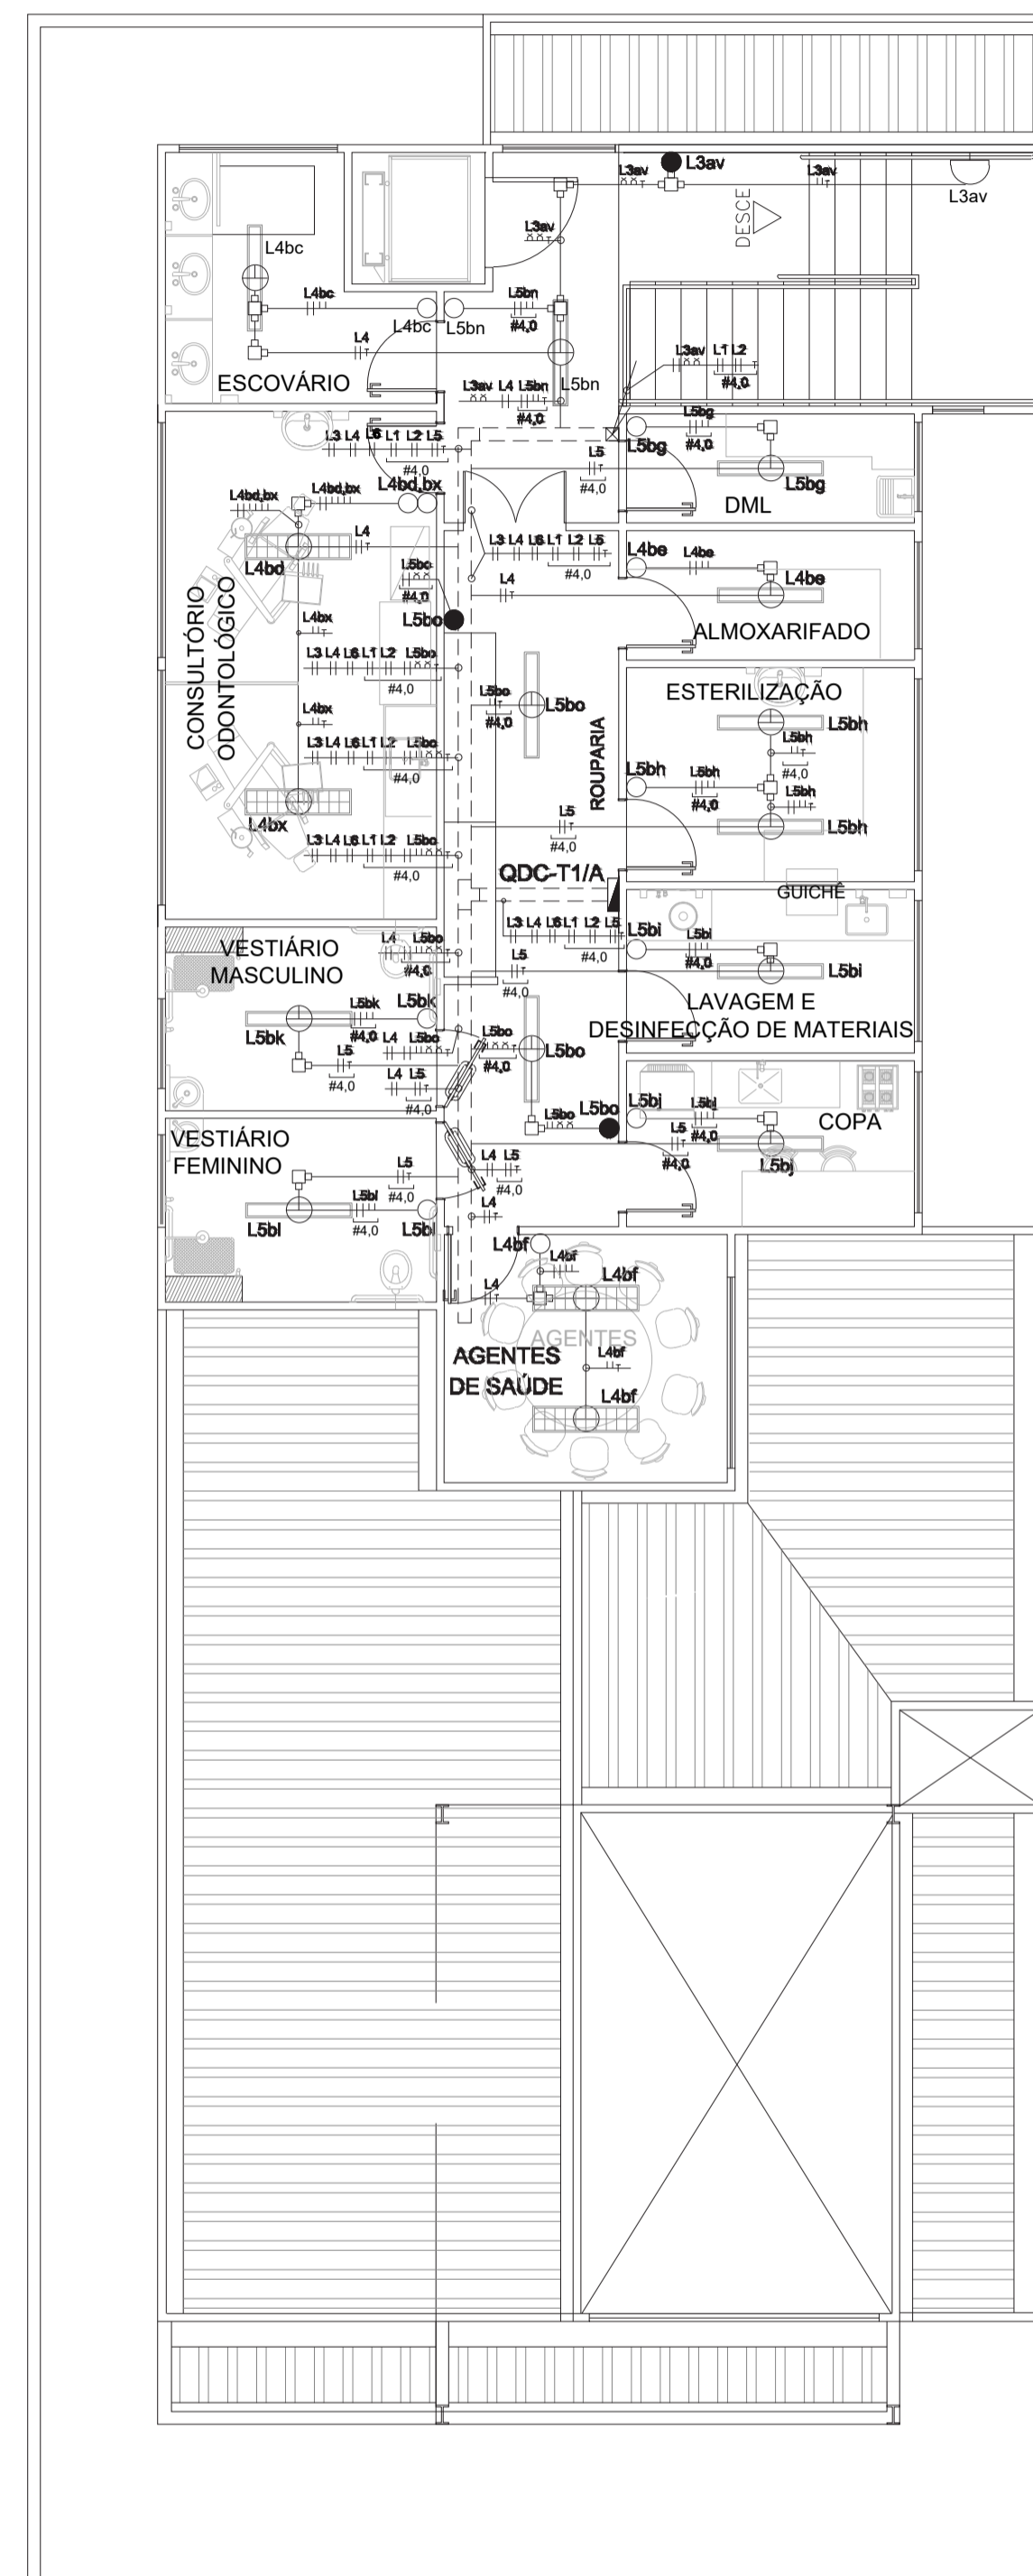 L3av
L3av
L3av
L3av
DESCE
L3av
L4bc
L4bc
L5bn
#4,0
L4bc
L5bn
L4
L5bn
L3av L1 L2
#4,0
ESCOVÁRIO
L3av L4 L5bn
#4,0
L5bg
#4,0
L5bg
L3 L4 L6 L1 L2 L5
#4,0
L5
#4,0
L5bg
DML
L4bd,bx
L4bd,bx
L4bd,bx
L4
L3 L4 L6 L1 L2 L5
#4,0
L4be
L4be
L4be
L4bd
L5bo
#4,0
L4
L5bo
ALMOXARIFADO
CONSULTÓRIO
ODONTOLÓGICO
L4bx
L3 L4 L6 L1 L2 L5bo
#4,0
L5bo
#4,0
L5bo
ESTERILIZAÇÃO
L5bh
L4bx
L5bh
#4,0
L3 L4 L6 L1 L2 L5bo
#4,0
ROUPARIA
L5bh
L5bh
#4,0
L5bh
L4bx
L5
#4,0
L5bh
L3 L4 L6 L1 L2 L5bo
#4,0
QDC-T1/A
GUICHÊ
L3 L4 L6 L1 L2 L5
#4,0
L5bi
L5bi
#4,0
L5bi
VESTIÁRIO
MASCULINO
L4 L5bo
#4,0
L5
#4,0
LAVAGEM E
DESINFECÇÃO DE MATERIAIS
L5bk
#4,0
L5bk
L5bk
L4 L5bo
L5
#4,0
L4 L5
#4,0
L5bo
#4,0
L5bo
L5bo
L5bo
L5bj
L5bj
#4,0
COPA
L5
#4,0
L5bj
VESTIÁRIO
FEMININO
L5
#4,0
L4 L5
#4,0
L5bl
#4,0
L5bl
L5bl
L4
L4bf
L4bf
L4bf
L4
AGENTES
AGENTES
DE SAÚDE
L4bf
L4bf